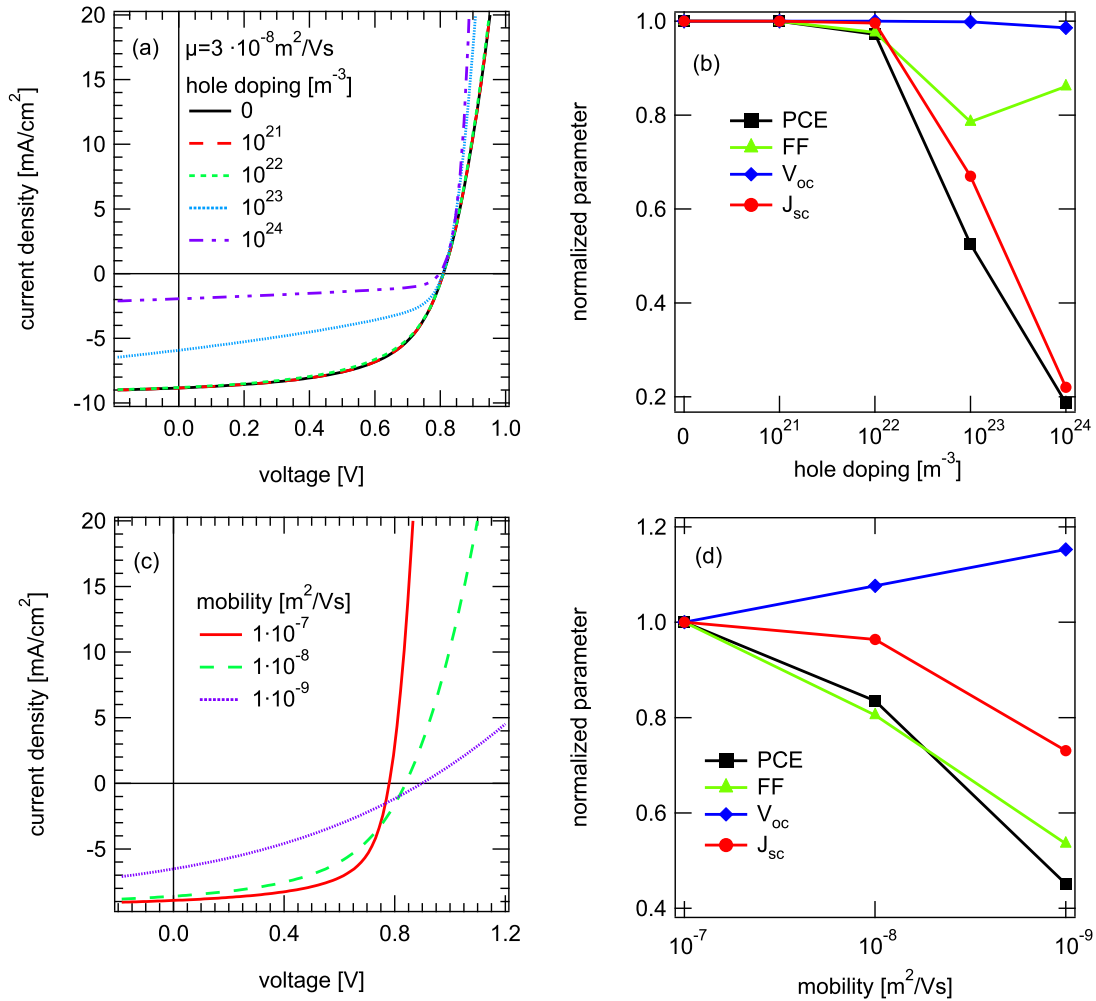 (a)
μ=3 ·10⁻⁸m²/Vs
hole doping [m⁻³]
0
10²¹
10²²
10²³
10²⁴
20
15
10
5
0
-5
-10
current density [mA/cm²]
0.0
0.2
0.4
0.6
0.8
1.0
voltage [V]
(b)
PCE
FF
V_oc
J_sc
1.0
0.8
0.6
0.4
0.2
normalized parameter
0
10²¹
10²²
10²³
10²⁴
hole doping [m⁻³]
(c)
mobility [m²/Vs]
1·10⁻⁷
1·10⁻⁸
1·10⁻⁹
20
15
10
5
0
-5
current density [mA/cm²]
0.0
0.4
0.8
1.2
voltage [V]
(d)
PCE
FF
V_oc
J_sc
1.2
1.0
0.8
0.6
0.4
normalized parameter
10⁻⁷
10⁻⁸
10⁻⁹
mobility [m²/Vs]